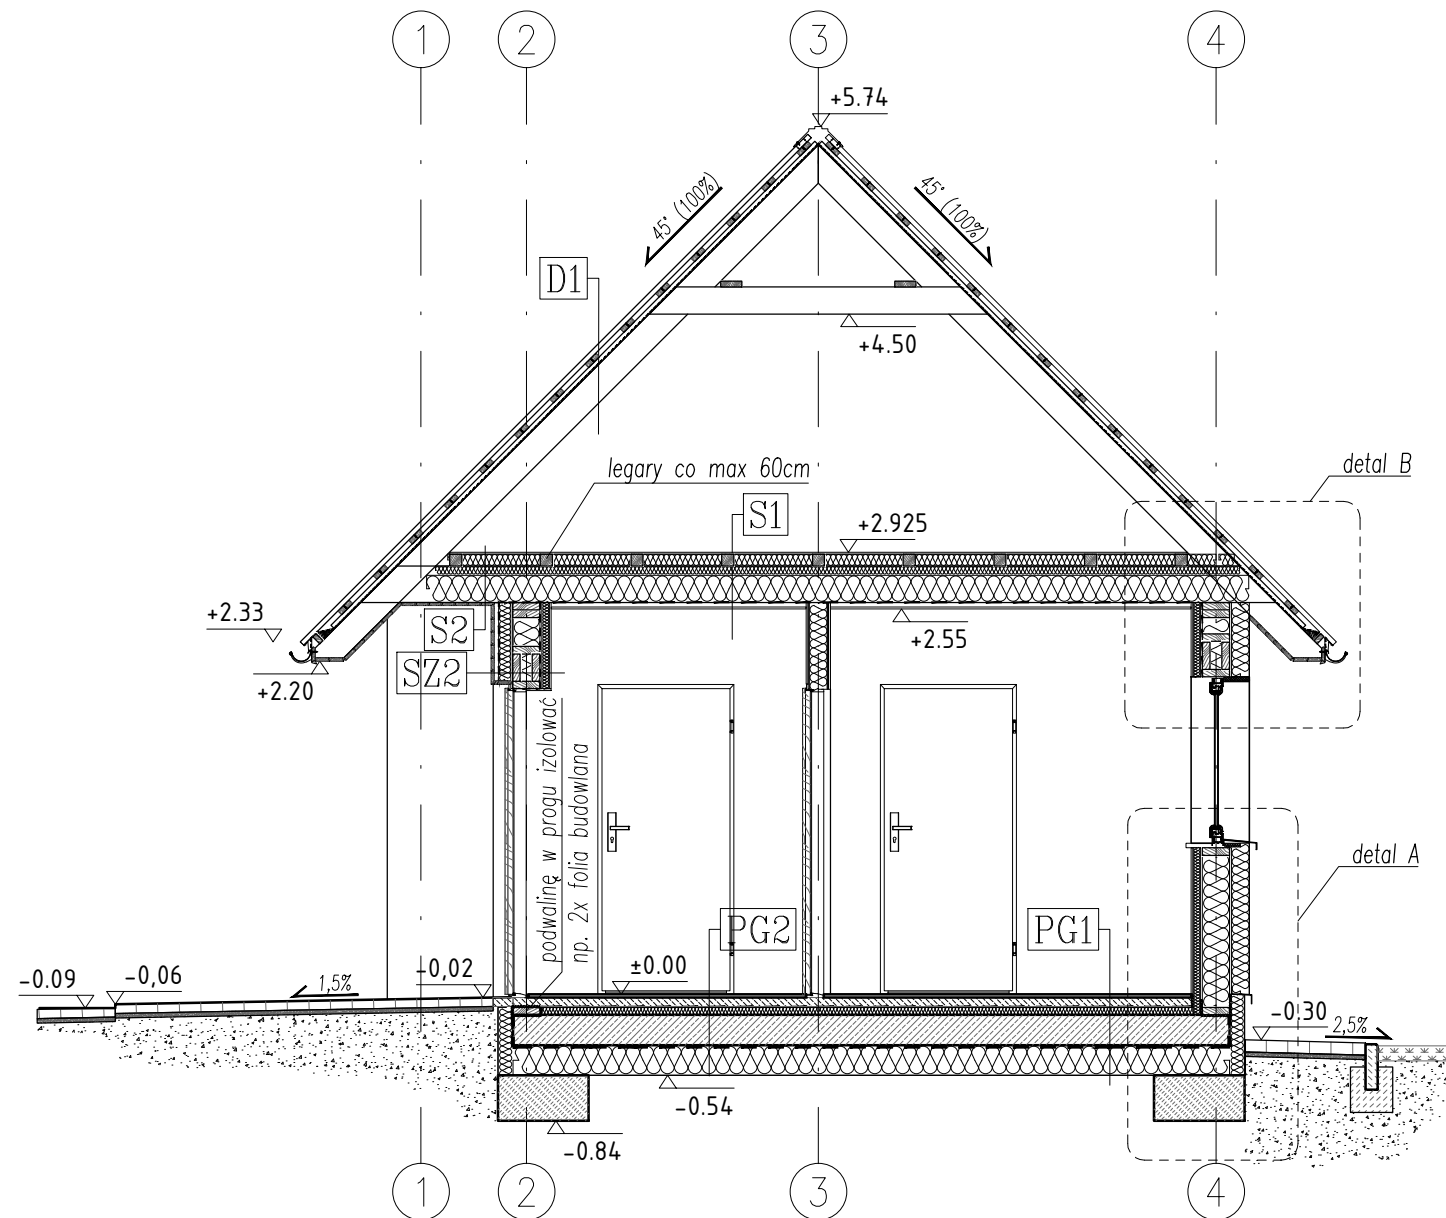 1 2 3 4
+5.74
45° (100%)
45° (100%)
D1
+4.50
legary co max 60cm
detal B
S1
+2.925
+2.33
S2
+2.55
SZ2
+2.20
podwalinę w progu izolować
np. 2x folia budowlana
detal A
PG2
PG1
-0.09
-0,06
1,5%
-0,02
±0.00
-0.30
2,5%
-0.54
-0.84
1 2 3 4